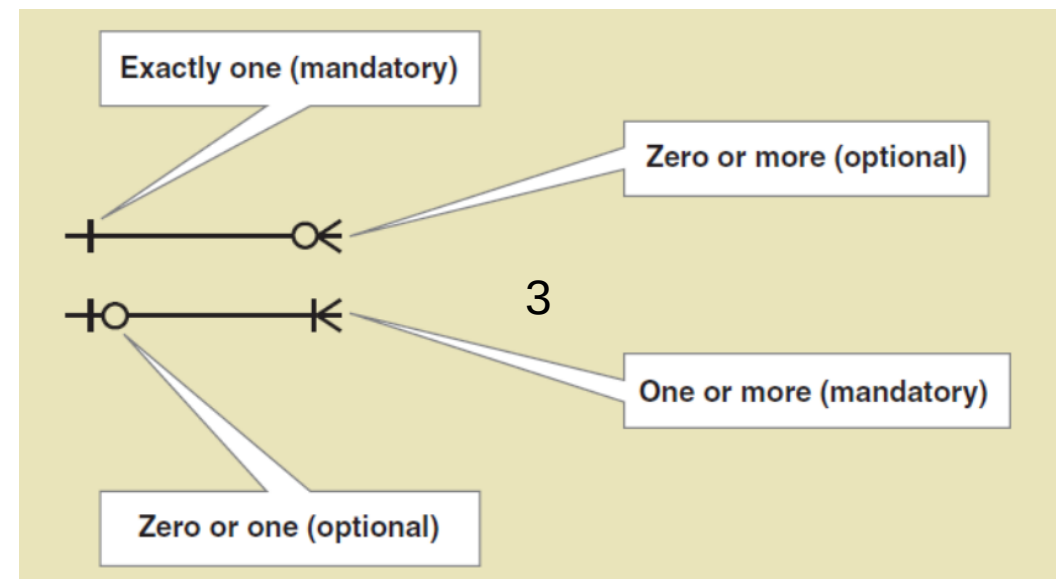 Exactly one (mandatory)
Zero or more (optional)
3
One or more (mandatory)
Zero or one (optional)